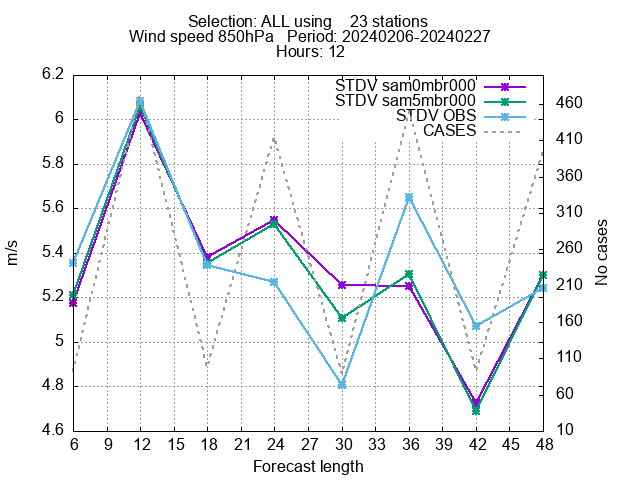 Selection: ALL using 23 stations
Wind speed 850hPa Period: 20240206-20240227
Hours: 12
STDV sam0mbr000
STDV sam5mbr000
STDV OBS
CASES
6.2
6
5.8
5.6
5.4
5.2
5
4.8
4.6
m/s
460
410
360
310
260
210
160
110
60
10
No cases
6 9 12 15 18 21 24 27 30 33 36 39 42 45 48
Forecast length